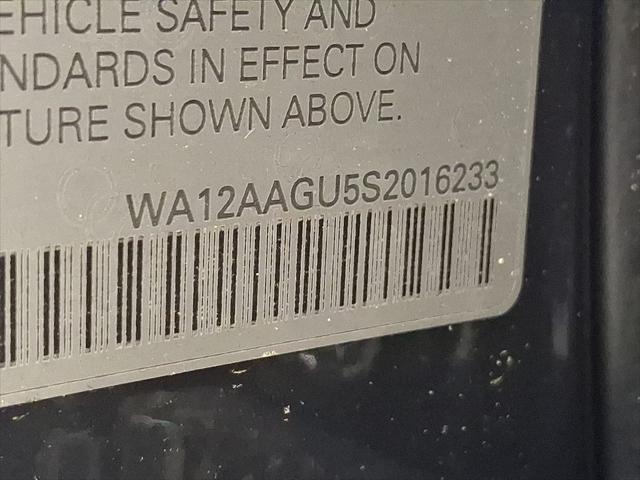 EHICLE SAFETY AND
NDARDS IN EFFECT ON
TURE SHOWN ABOVE.
WA12AAGU5S2016233